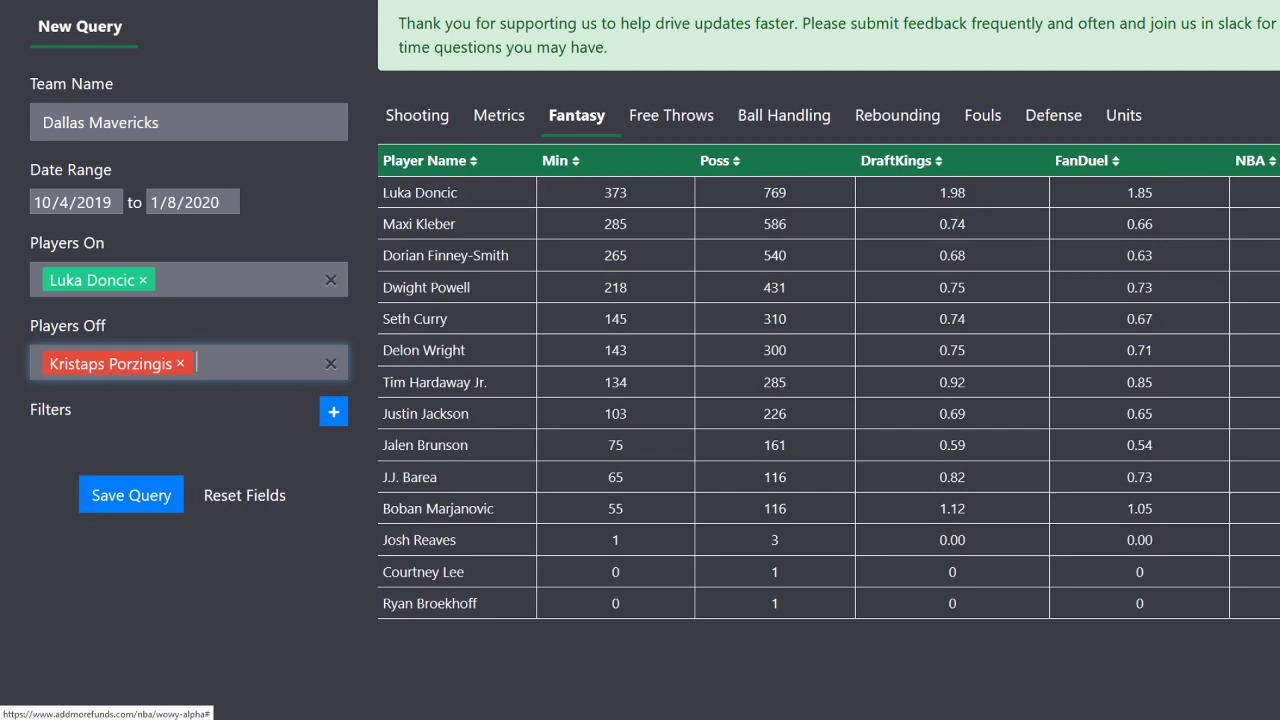 New Query
Team Name
Dallas Mavericks
Date Range
10/4/2019 to 1/8/2020
Players On
Luka Doncic × ×
Players Off
Kristaps Porzingis × ×
Filters
+
Save Query Reset Fields
Thank you for supporting us to help drive updates faster. Please submit feedback frequently and often and join us in slack for
time questions you may have.
Shooting Metrics Fantasy Free Throws Ball Handling Rebounding Fouls Defense Units
Player Name Min Poss DraftKings FanDuel NBA
Luka Doncic 373 769 1.98 1.85
Maxi Kleber 285 586 0.74 0.66
Dorian Finney-Smith 265 540 0.68 0.63
Dwight Powell 218 431 0.75 0.73
Seth Curry 145 310 0.74 0.67
Delon Wright 143 300 0.75 0.71
Tim Hardaway Jr. 134 285 0.92 0.85
Justin Jackson 103 226 0.69 0.65
Jalen Brunson 75 161 0.59 0.54
J.J. Barea 65 116 0.82 0.73
Boban Marjanovic 55 116 1.12 1.05
Josh Reaves 1 3 0.00 0.00
Courtney Lee 0 1 0 0
Ryan Broekhoff 0 1 0 0
https://www.addmorefunds.com/nba/wowy-alpha#